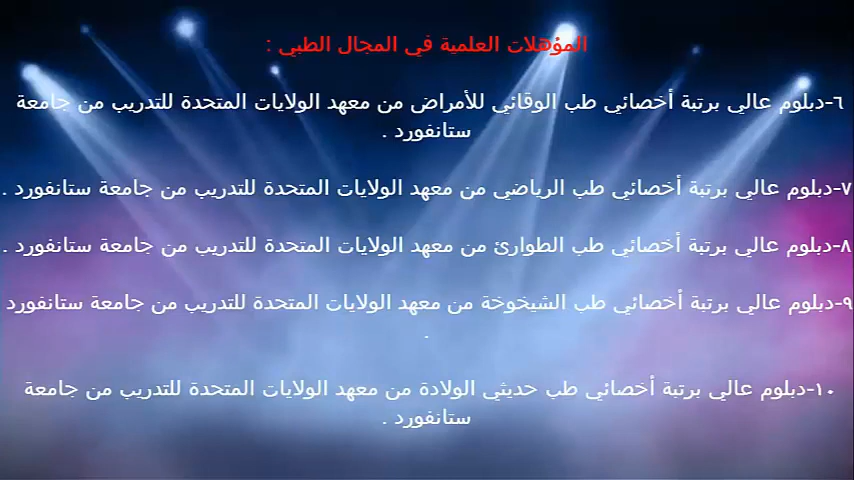 المؤهلات العلمية في المجال الطبي :
٦-دبلوم عالي برتبة أخصائي طب الوقائي للأمراض من معهد الولايات المتحدة للتدريب من جامعة
ستانفورد .
٧-دبلوم عالي برتبة أخصائي طب الرياضي من معهد الولايات المتحدة للتدريب من جامعة ستانفورد .
٨-دبلوم عالي برتبة أخصائي طب الطوارئ من معهد الولايات المتحدة للتدريب من جامعة ستانفورد .
٩-دبلوم عالي برتبة أخصائي طب الشيخوخة من معهد الولايات المتحدة للتدريب من جامعة ستانفورد
.
١٠-دبلوم عالي برتبة أخصائي طب حديثي الولادة من معهد الولايات المتحدة للتدريب من جامعة
ستانفورد .